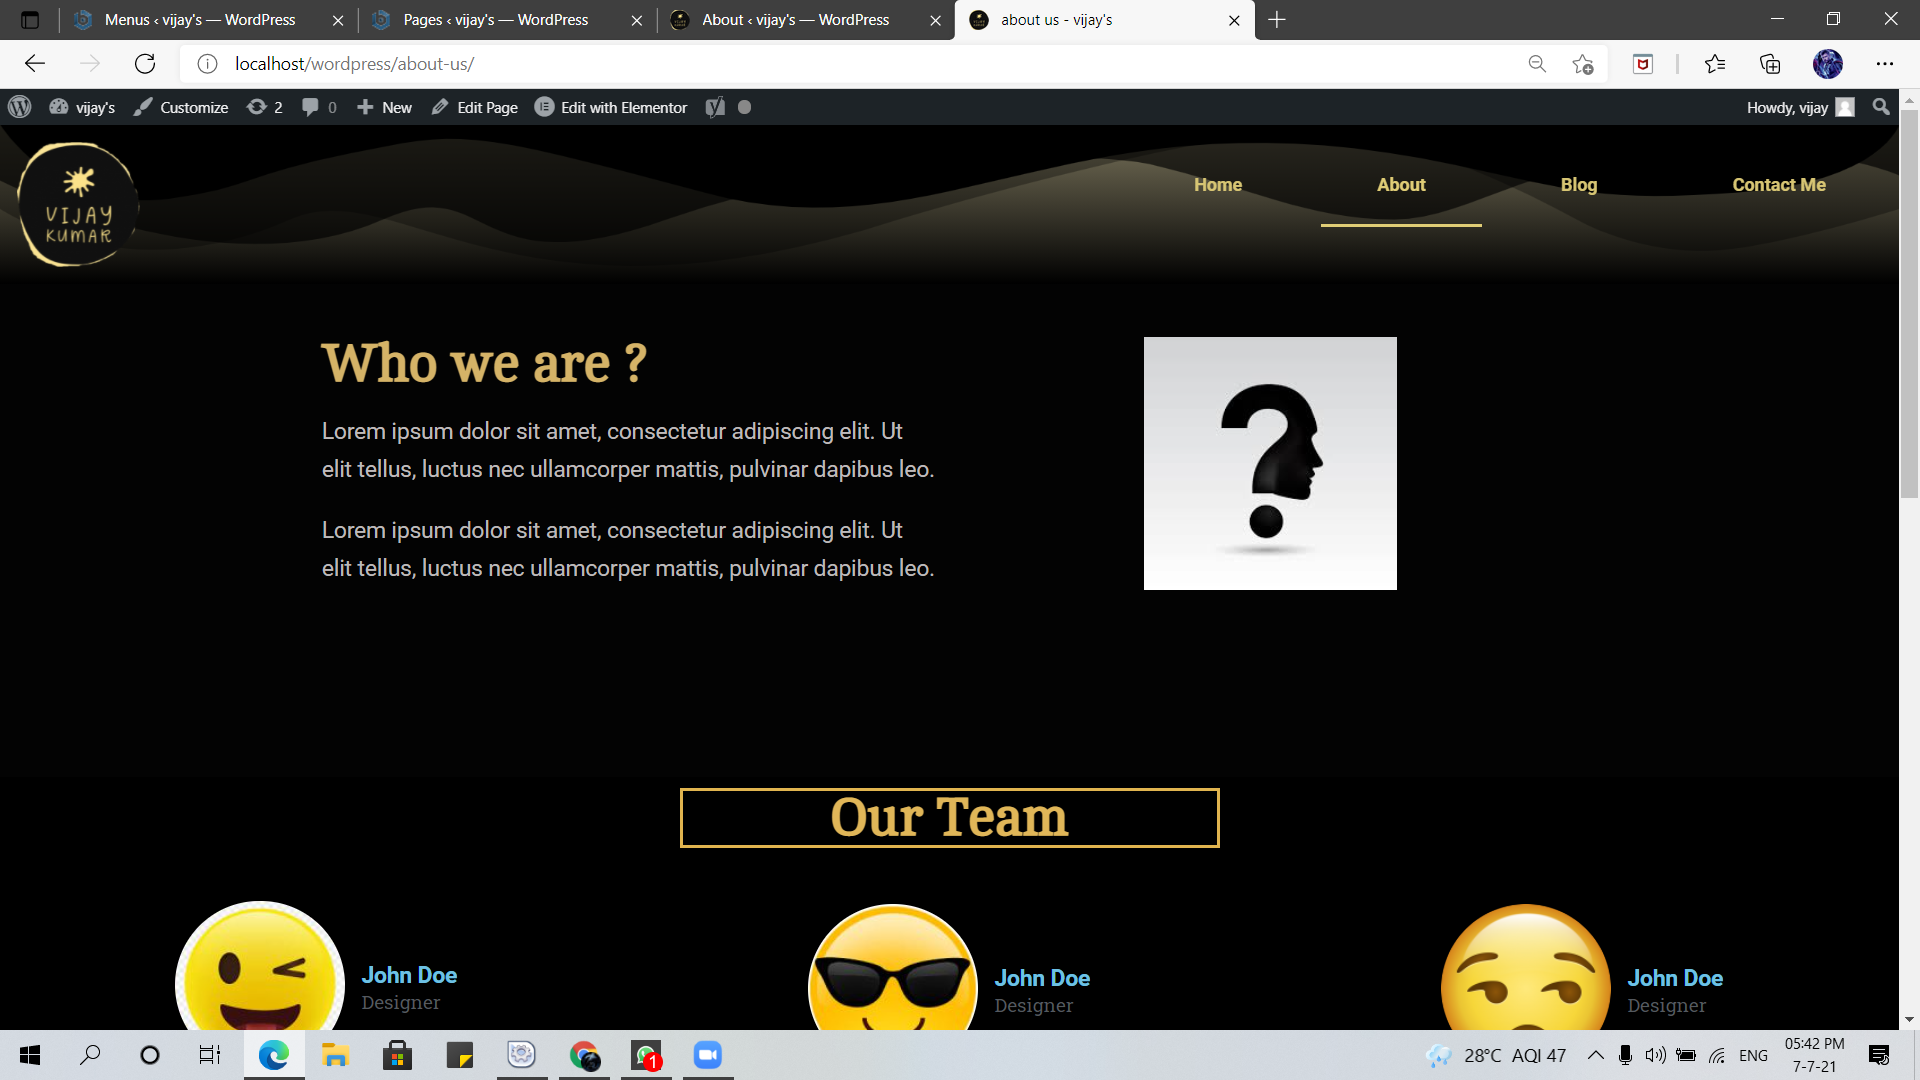 Menus ‹ vijay's — WordPress
Pages ‹ vijay's — WordPress
About ‹ vijay's — WordPress
about us - vijay's
localhost/wordpress/about-us/
vijay's Customize 2 0 New Edit Page Edit with Elementor Howdy, vijay
VIJAY
KUMAR
Home About Blog Contact Me
Who we are ?
Lorem ipsum dolor sit amet, consectetur adipiscing elit. Ut
elit tellus, luctus nec ullamcorper mattis, pulvinar dapibus leo.
Lorem ipsum dolor sit amet, consectetur adipiscing elit. Ut
elit tellus, luctus nec ullamcorper mattis, pulvinar dapibus leo.
Our Team
John Doe
Designer
John Doe
Designer
John Doe
Designer
1
28°C AQI 47
ENG
05:42 PM
7-7-21